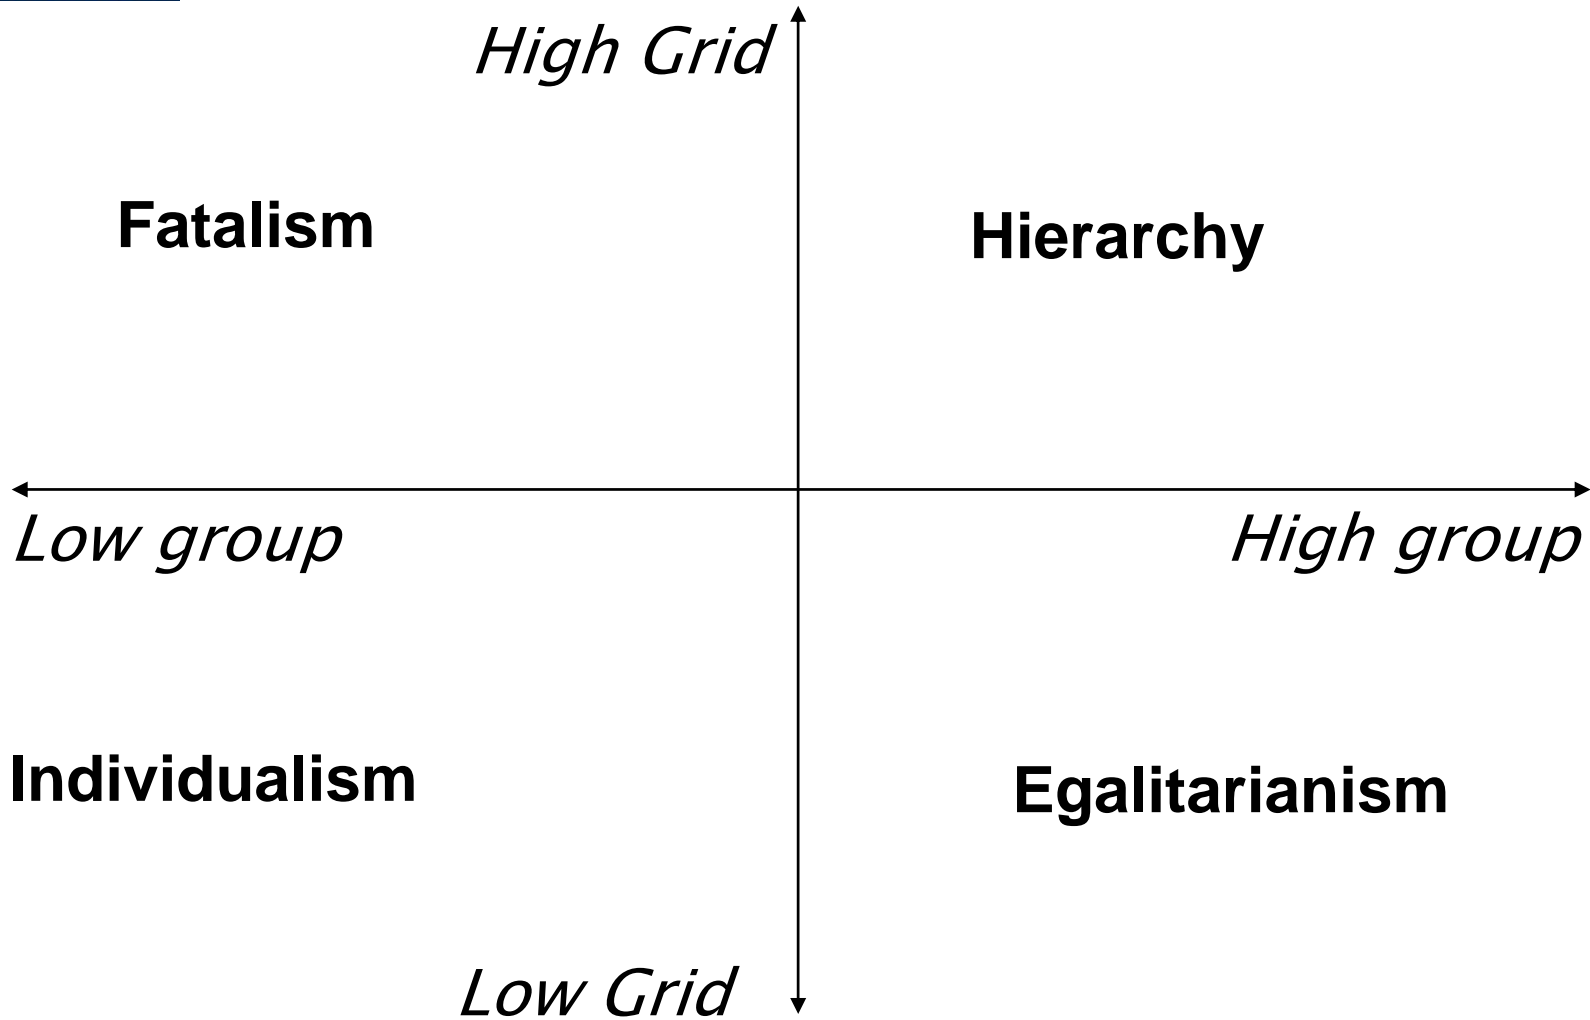 High Grid
Fatalism
Hierarchy
Low group
High group
Individualism
Egalitarianism
Low Grid